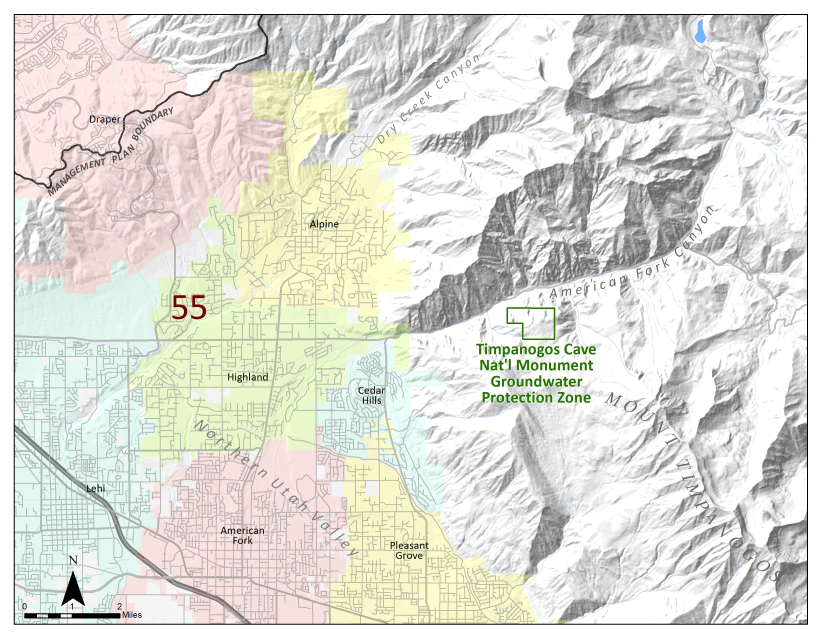 Dry Creek Canyon
Draper
MANAGEMENT PLAN BOUNDARY
Alpine
American Fork Canyon
55
Timpanogos Cave
Nat'l Monument
Groundwater
Protection Zone
Highland
Cedar
Hills
MOUNT TIMPANOGOS
Northern Utah Valley
Lehi
American
Fork
Pleasant
Grove
N
0 1 2
Miles